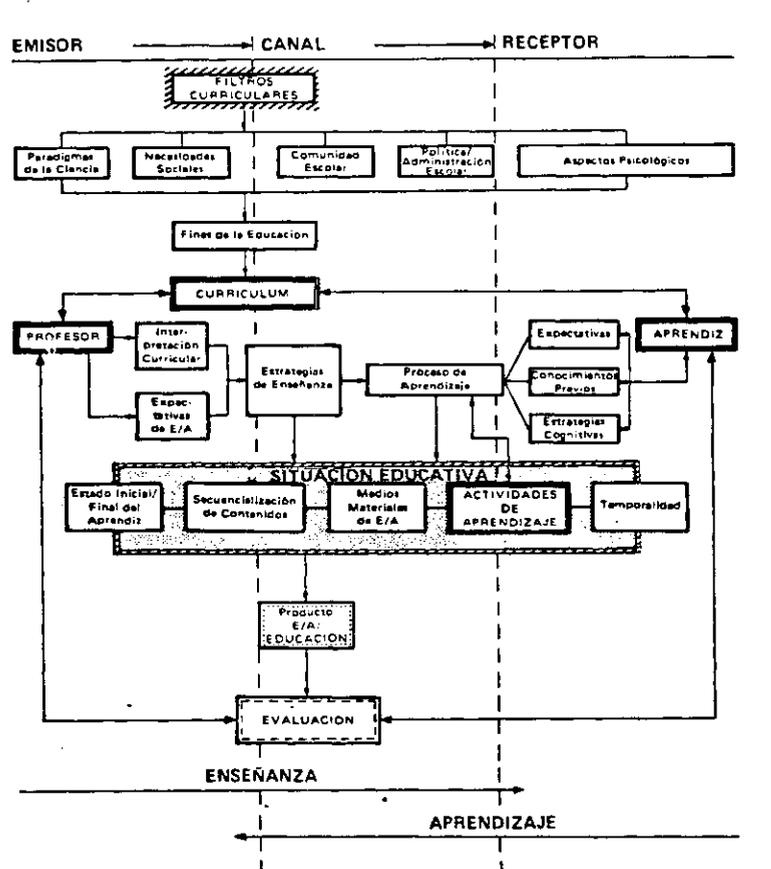 EMISOR CANAL RECEPTOR
FILTROS
CURRICULARES
Paradigmas
de la Ciencia
Necesidades
Sociales
Comunidad
Escolar
Política/
Administración
Escolar
Aspectos Psicológicos
Fines de la Educación
CURRICULUM
PROFESOR
Inter-
pretación
Curricular
Expec-
tativas
de E/A
Estrategias
de Enseñanza
Proceso de
Aprendizaje
Expectativas
Conocimientos
Previos
Estrategias
Cognitivas
APRENDIZ
SITUACION EDUCATIVA
Estado Inicial/
Final del
Aprendiz
Secuencialización
de Contenidos
Medios
Materiales
de E/A
ACTIVIDADES
DE
APRENDIZAJE
Temporalidad
Producto
E/A/
EDUCACION
EVALUACION
ENSEÑANZA
APRENDIZAJE